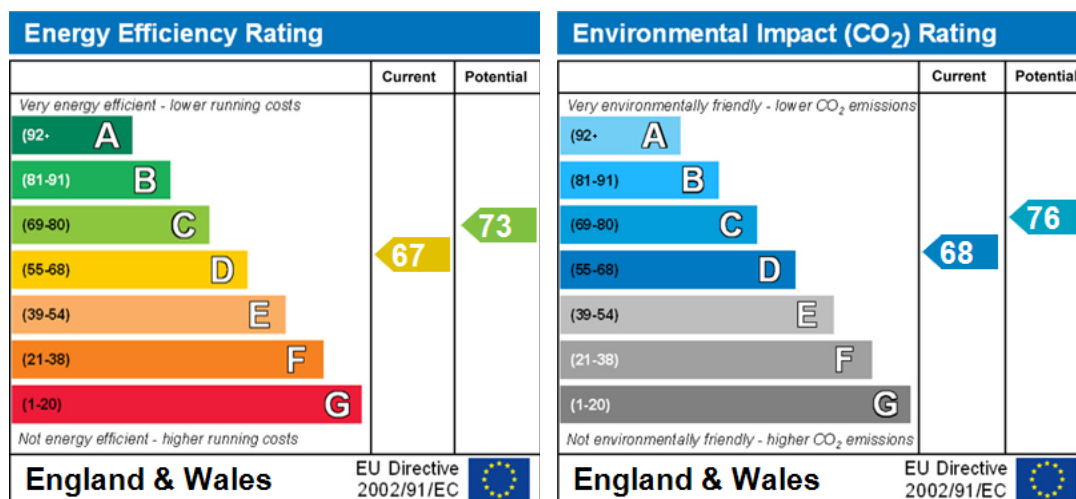 Energy Efficiency Rating
Current Potential
Very energy efficient - lower running costs
(92- A
(81-91) B
(69-80) C
73
67
(55-68) D
(39-54) E
(21-38) F
(1-20) G
Not energy efficient - higher running costs
England & Wales
EU Directive
2002/91/EC
Environmental Impact (CO₂) Rating
Current Potential
Very environmentally friendly - lower CO₂ emissions
(92- A
(81-91) B
(69-80) C
76
68
(55-68) D
(39-54) E
(21-38) F
(1-20) G
Not environmentally friendly - higher CO₂ emissions
England & Wales
EU Directive
2002/91/EC